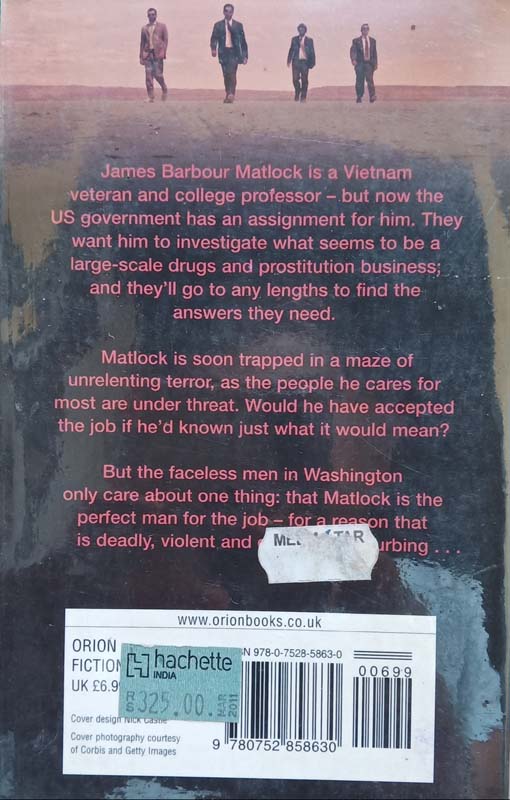 James Barbour Matlock is a Vietnam
veteran and college professor – but now the
US government has an assignment for him. They
want him to investigate what seems to be a
large-scale drugs and prostitution business;
and they'll go to any lengths to find the
answers they need.
Matlock is soon trapped in a maze of
unrelenting terror, as the people he cares for
most are under threat. Would he have accepted
the job if he'd known just what it would mean?
But the faceless men in Washington
only care about one thing: that Matlock is the
perfect man for the job – for a reason that
is deadly, violent and
www.orionbooks.co.uk
ORION
FICTION
UK £6.99
hachette
INDIA
RS 325.00.
MAR 2011
978-0-7528-5863-0
00699
Cover design Nick Castle
Cover photography courtesy
of Corbis and Getty Images
9 780752 858630